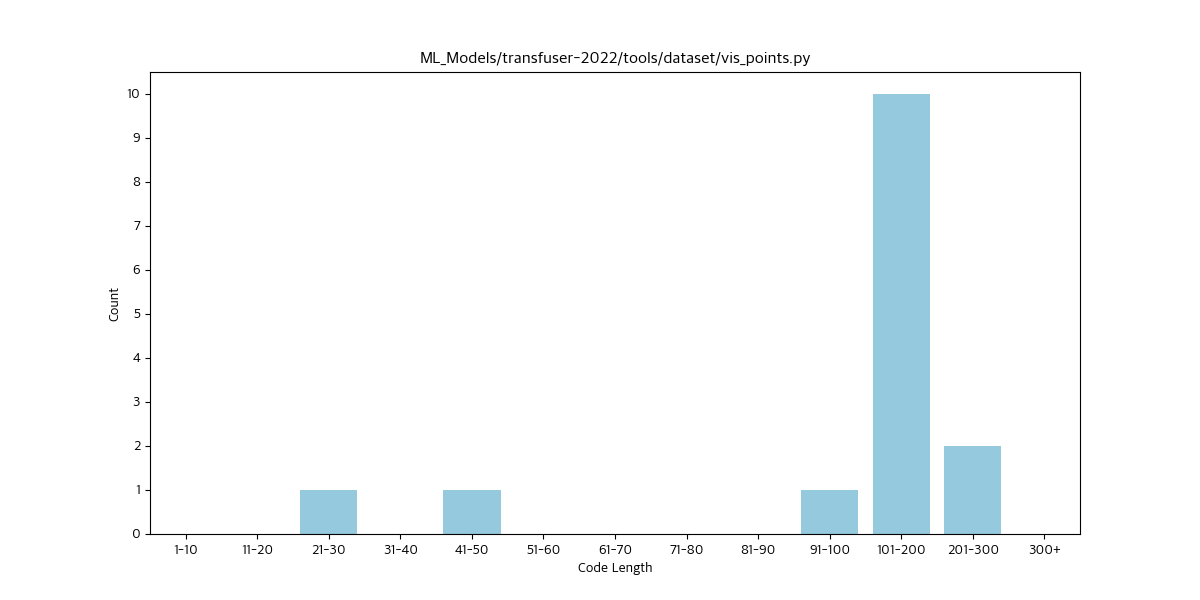 ML_Models/transfuser-2022/tools/dataset/vis_points.py
10
9
8
7
6
5
4
3
2
1
0
Count
1-10 11-20 21-30 31-40 41-50 51-60 61-70 71-80 81-90 91-100 101-200 201-300 300+
Code Length